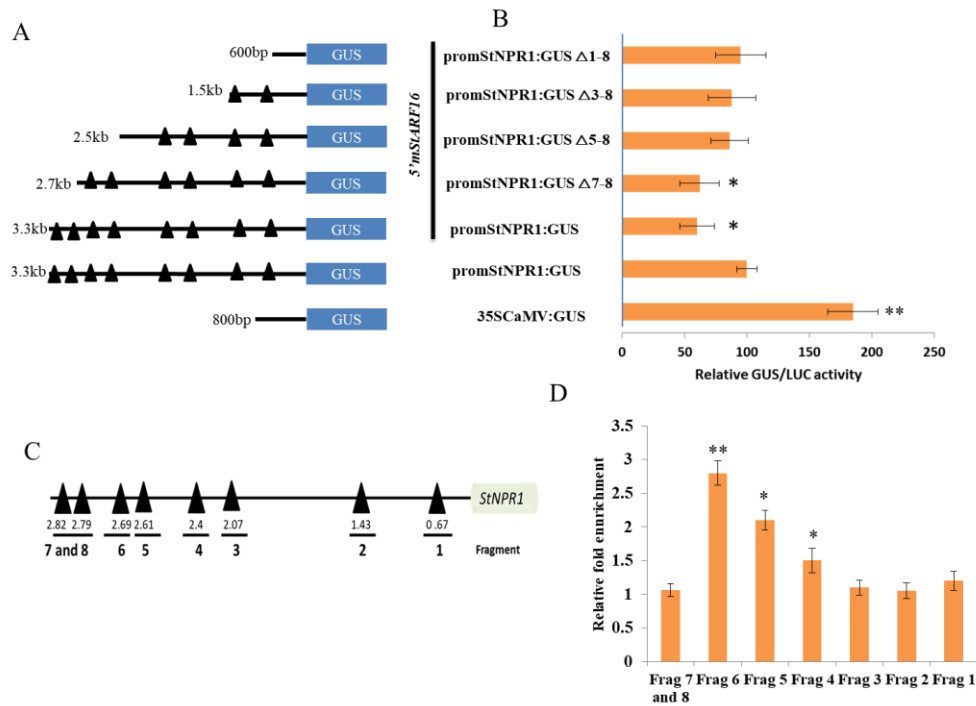 A
600bp
GUS
1.5kb
GUS
2.5kb
GUS
2.7kb
GUS
3.3kb
GUS
3.3kb
GUS
800bp
GUS
5'mStARF16
B
promStNPR1:GUS Δ1-8
promStNPR1:GUS Δ3-8
promStNPR1:GUS Δ5-8
promStNPR1:GUS Δ7-8
*
promStNPR1:GUS
*
promStNPR1:GUS
35SCaMV:GUS
**
0 50 100 150 200 250
Relative GUS/LUC activity
C
StNPR1
2.82 2.79 2.69 2.61 2.4 2.07 1.43 0.67
7 and 8 6 5 4 3 2 1 Fragment
D
Relative fold ennrichment
3.5
3
2.5
2
1.5
1
0.5
0
**
*
*
Frag 7 and 8 Frag 6 Frag 5 Frag 4 Frag 3 Frag 2 Frag 1